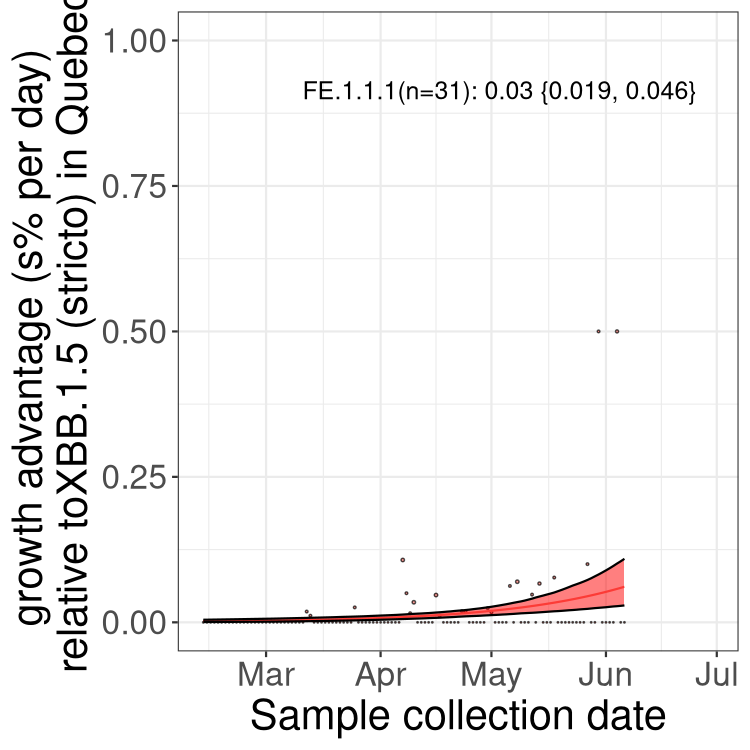 growth advantage (s% per day)
relative toXBB.1.5 (stricto) in Quebec
1.00
0.75
0.50
0.25
0.00
FE.1.1.1(n=31): 0.03 {0.019, 0.046}
Mar Apr May Jun Jul
Sample collection date